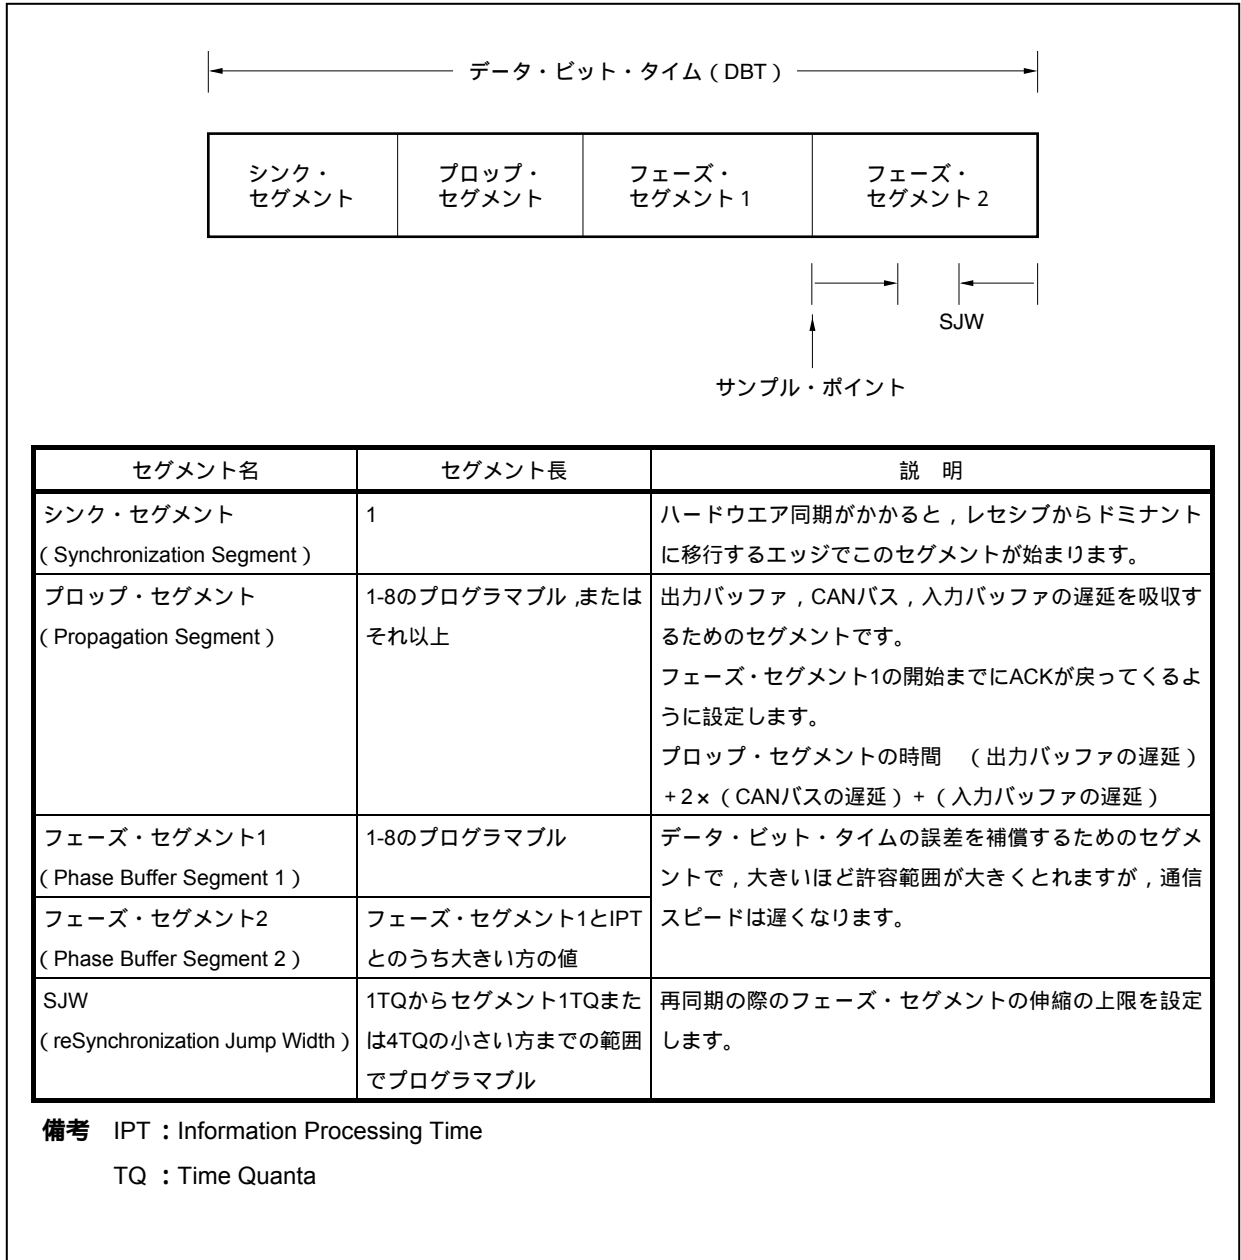 データ・ビット・タイム（DBT）
シンク・
セグメント
プロップ・
セグメント
フェーズ・
セグメント1
フェーズ・
セグメント2
SJW
サンプル・ポイント
セグメント名 セグメント長 説　明
シンク・セグメント
（Synchronization Segment）
1
ハードウエア同期がかかると，レセシブからドミナント
に移行するエッジでこのセグメントが始まります。
プロップ・セグメント
（Propagation Segment）
1-8のプログラマブル，または
それ以上
出力バッファ，CANバス，入力バッファの遅延を吸収す
るためのセグメントです。
フェーズ・セグメント1の開始までにACKが戻ってくるよ
うに設定します。
プロップ・セグメントの時間　（出力バッファの遅延）
+2×（CANバスの遅延）+（入力バッファの遅延）
フェーズ・セグメント1
（Phase Buffer Segment 1）
1-8のプログラマブル
データ・ビット・タイムの誤差を補償するためのセグメ
ントで，大きいほど許容範囲が大きくとれますが，通信
スピードは遅くなります。
フェーズ・セグメント2
（Phase Buffer Segment 2）
フェーズ・セグメント1とIPT
とのうち大きい方の値
SJW
（reSynchronization Jump Width）
1TQからセグメント1TQまた
は4TQの小さい方までの範囲
でプログラマブル
再同期の際のフェーズ・セグメントの伸縮の上限を設定
します。
備考　IPT：Information Processing Time
TQ：Time Quanta